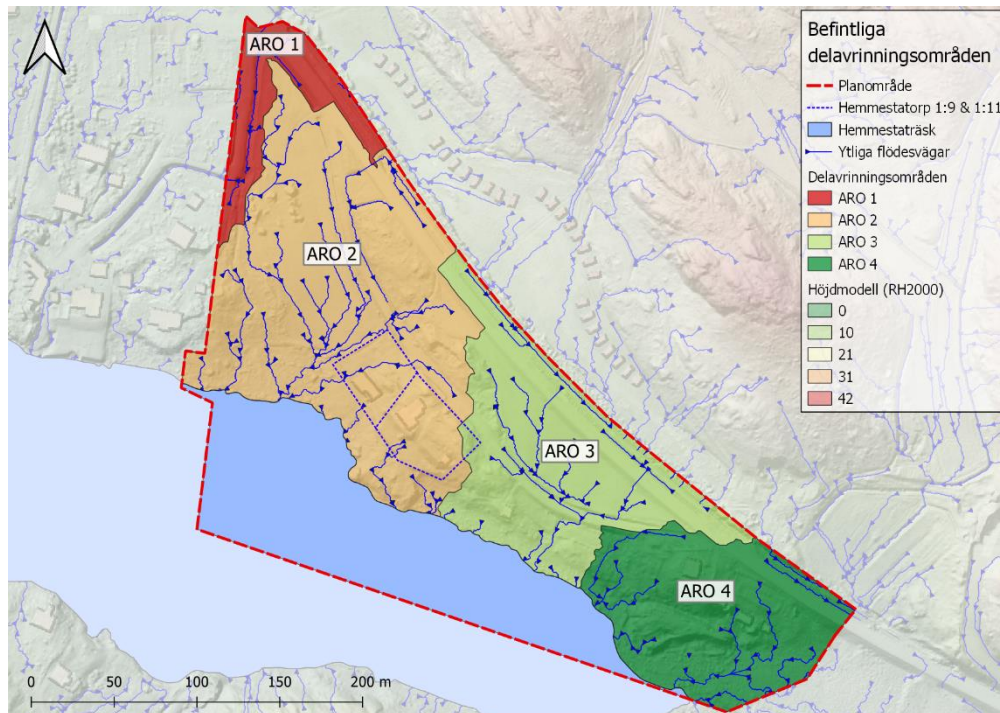 ARO 1
ARO 2
ARO 3
ARO 4
0 50 100 150 200 m
Befintliga
delavrinningsområden
Planområde
Hemmestatorp 1:9 & 1:11
Hemmestaträsk
Ytliga flödesvägar
Delavrinningsområden
ARO 1
ARO 2
ARO 3
ARO 4
Höjdmodell (RH2000)
0
10
21
31
42